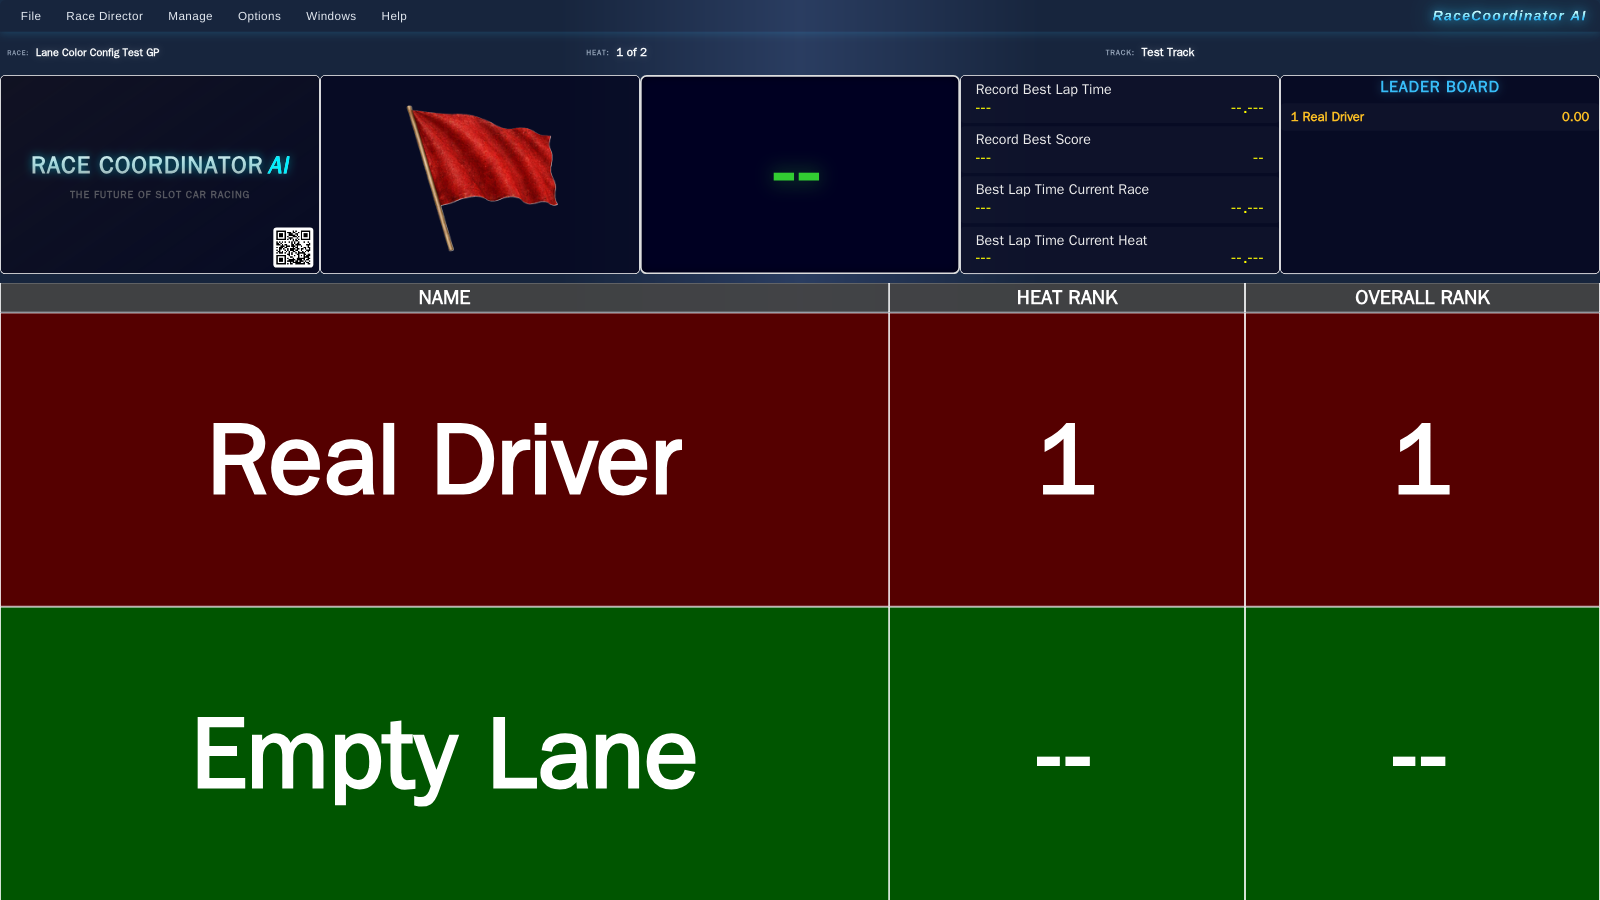 File Race Director Manage Options Windows Help RaceCoordinator AI
RACE: Lane Color Config Test GP HEAT: 1 of 2 TRACK: Test Track
RACE COORDINATOR AI
THE FUTURE OF SLOT CAR RACING
--
Record Best Lap Time
--- --.---
Record Best Score
--- --
Best Lap Time Current Race
--- --.---
Best Lap Time Current Heat
--- --.---
LEADER BOARD
1 Real Driver 0.00
NAME HEAT RANK OVERALL RANK
Real Driver 1 1
Empty Lane -- --